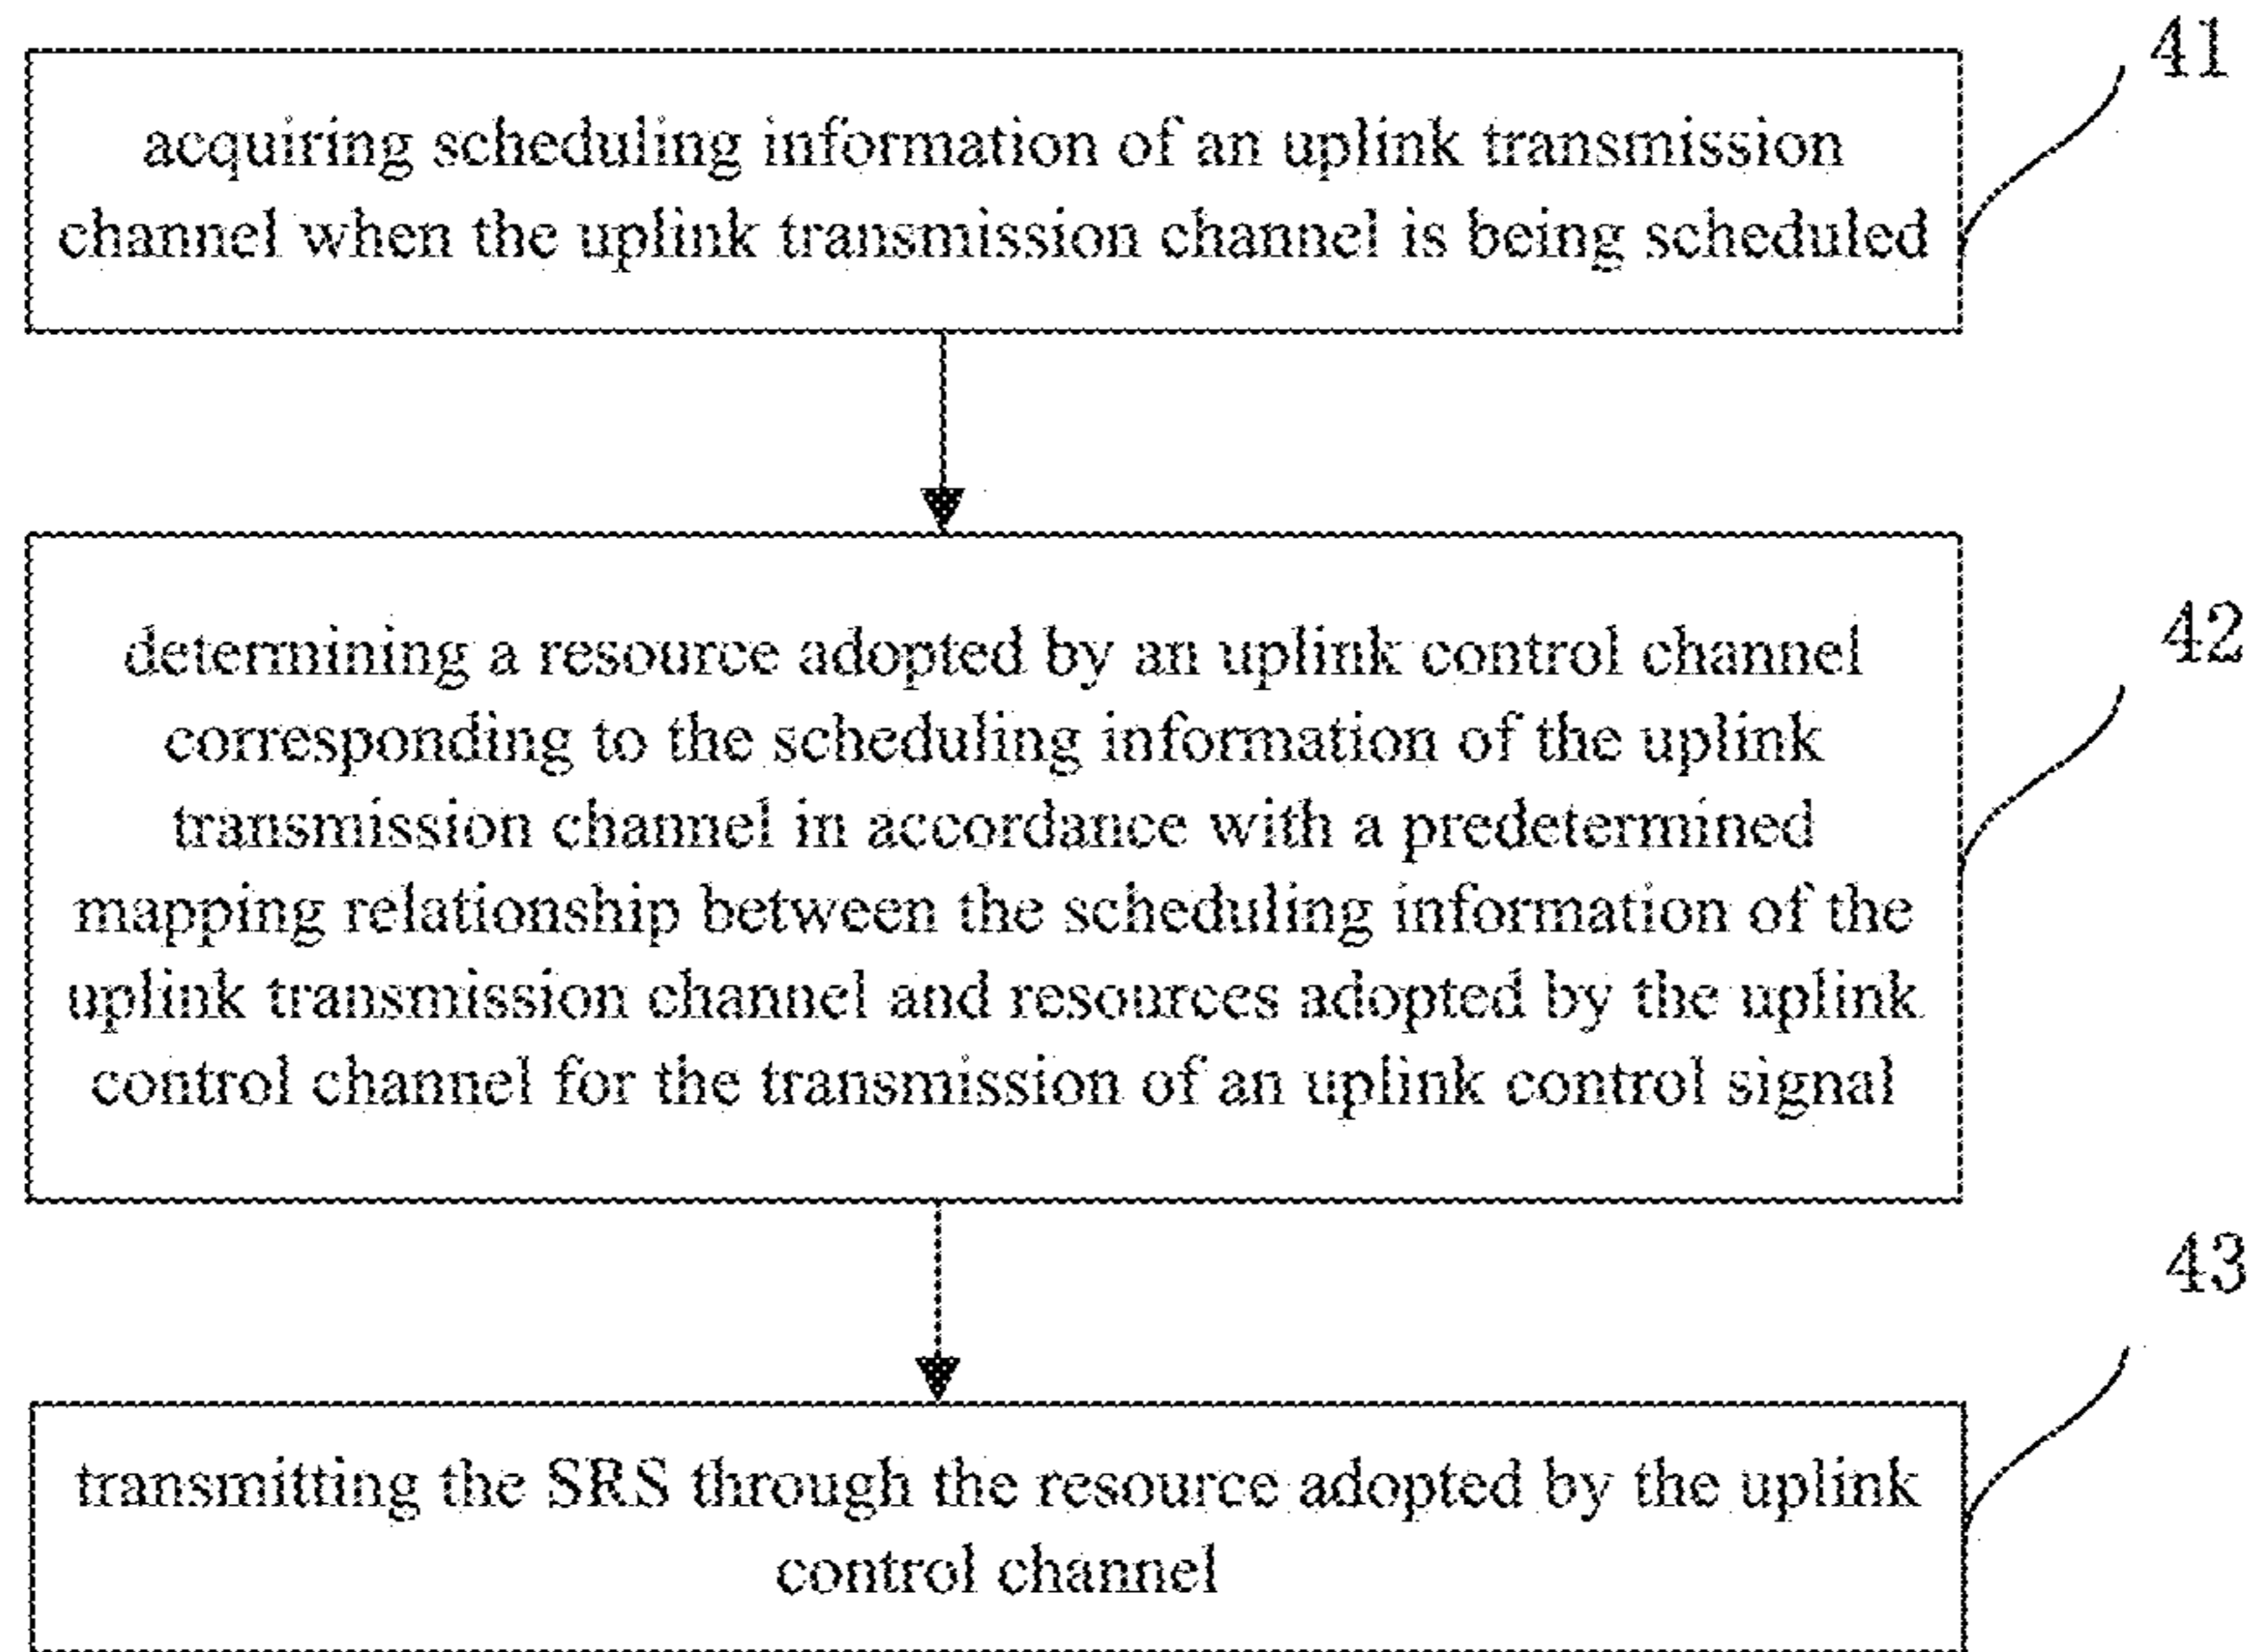 41
acquiring scheduling information of an uplink transmission
channel when the uplink transmission channel is being scheduled
42
determining a resource adopted by an uplink control channel
corresponding to the scheduling information of the uplink
transmission channel in accordance with a predetermined
mapping relationship between the scheduling information of the
uplink transmission channel and resources adopted by the uplink
control channel for the transmission of an uplink control signal
43
transmitting the SRS through the resource adopted by the uplink
control channel